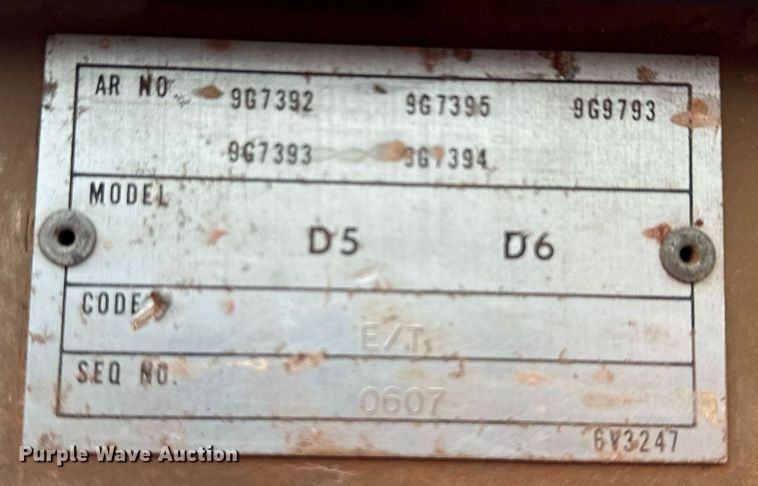 AR NO. 9G7392 9G7395 9G9793
9G7393 9G7394
MODEL
D5 D6
CODE
E/T
SEQ NO.
0607
6V3247
Purple Wave Auction